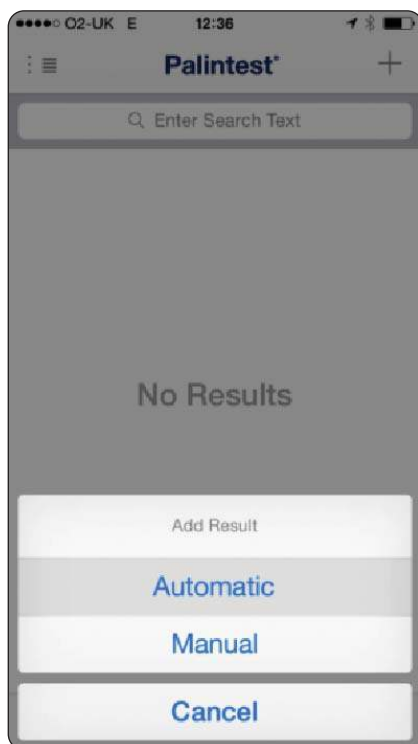 O2-UK E 12:36
Palintest®
Enter Search Text
No Results
Add Result
Automatic
Manual
Cancel